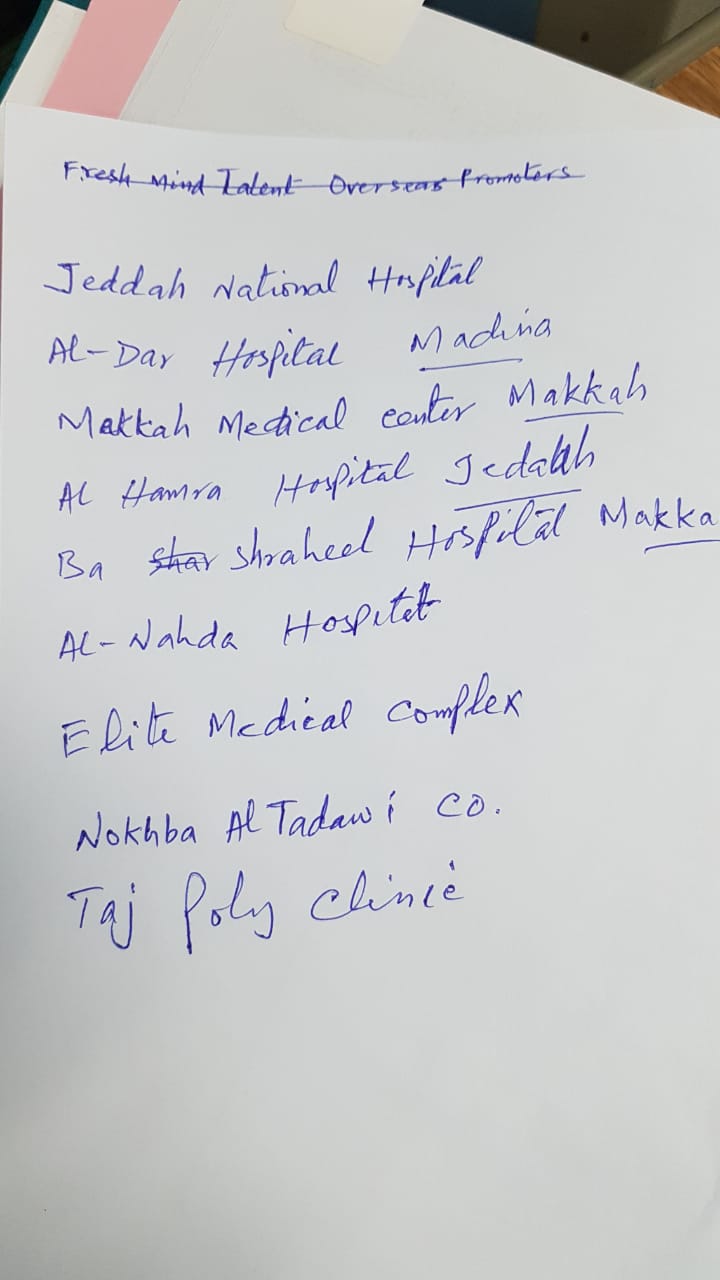 Fresh Mind Talent Overseas Promoters
Jeddah National Hospital
Al-Dar Hospital Madina
Makkah Medical center Makkah
Al Hamra Hospital Jedakh
Ba shar Shraheel Hospital Makka
Al-Nahda Hospital
Elite Medical Complex
Nokhba Al Tadawi co.
Taj Poly clinic